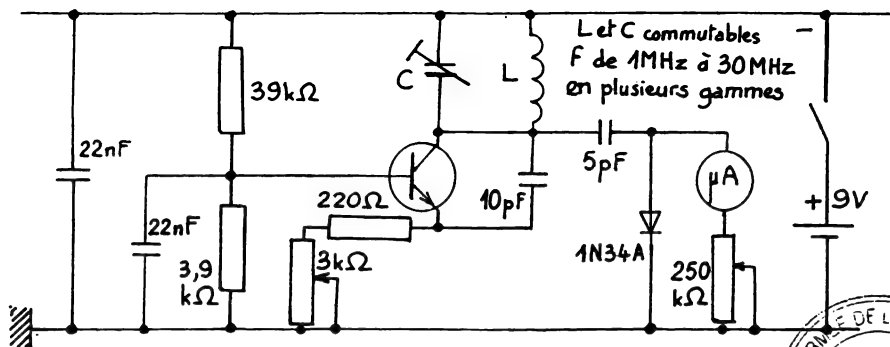 L et C commutables
F de 1MHz à 30MHz
en plusieurs gammes
−
39kΩ
C
L
22nF
5pF
μA
22nF
220Ω
10pF
+ 9V
3,9
kΩ
3kΩ
1N34A
250
kΩ
DE L